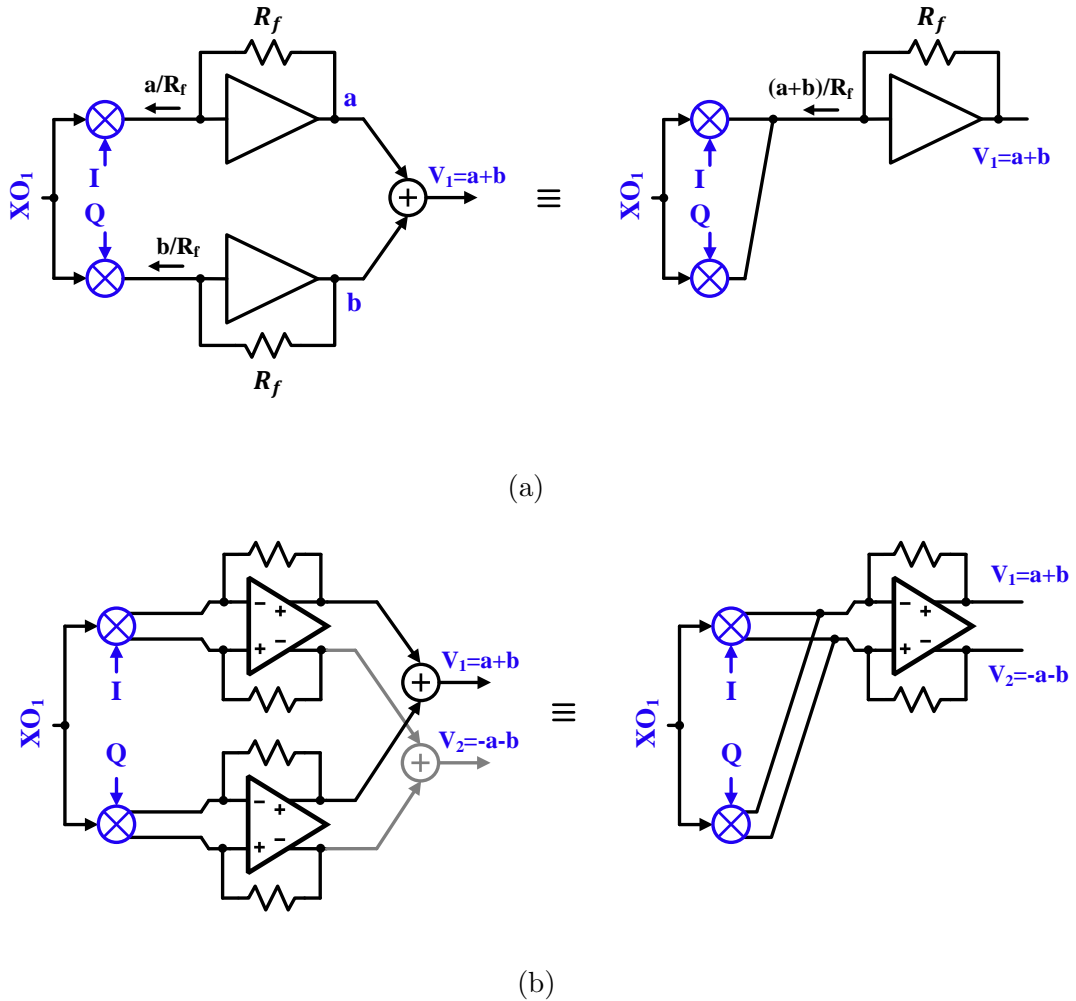 R_f
a/R_f
a
I
XO_1
V_1=a+b
Q
b/R_f
b
R_f
≡
R_f
(a+b)/R_f
I
XO_1
V_1=a+b
Q
(a)
I
XO_1
V_1=a+b
Q
V_2=-a-b
≡
V_1=a+b
I
XO_1
V_2=-a-b
Q
(b)